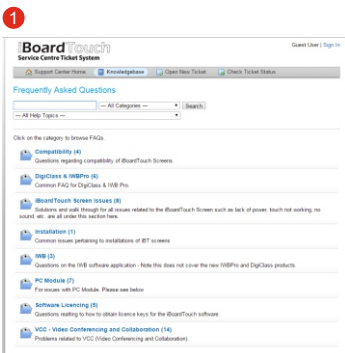 1
iBoardTouch
Service Centre Ticket System
Guest User | Sign In
Support Center Home Knowledgebase Open New Ticket Check Ticket Status
Frequently Asked Questions
— All Categories — Search
— All Help Topics —
Click on the category to browse FAQs.
Compatibility (4)
Questions regarding compatibility of iBoardTouch Screens.
DigiClass & IWBPro (6)
Common FAQ for DigiClass & IWB Pro.
iBoardTouch Screen Issues (8)
Solutions and walk through for all issues related to the iBoardTouch Screen such as lack of power, touch not working, no
sound, etc. are all under this section here.
Installation (1)
Common issues pertaining to installations of iBT screens
IWB (3)
Questions on the IWB software application - Note this does not cover the new IWBPro and DigiClass products.
PC Module (7)
For issues with PC Module, Please see below
Software Licencing (5)
Questions realting to how to obtain licence keys for the iBoardTouch software.
VCC - Video Conferencing and Collaboration (14)
Problems related to VCC (Video Conferencing and Collaboration).